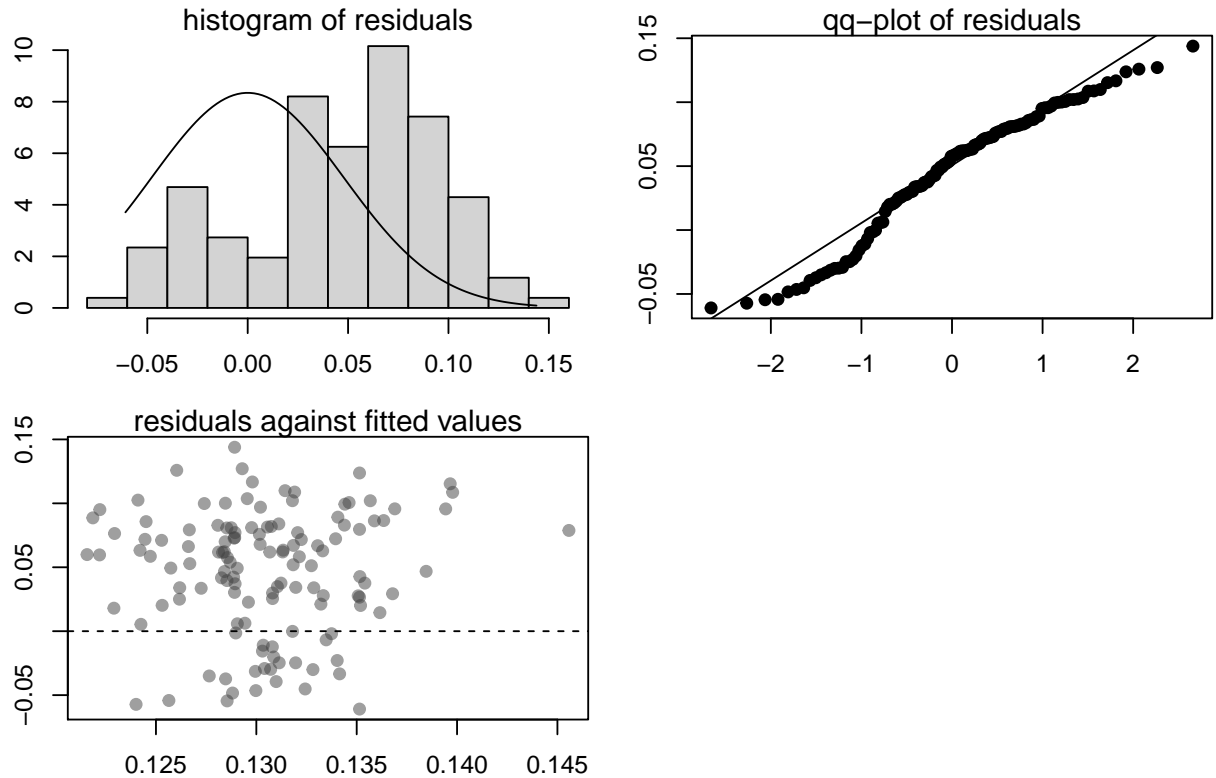 histogram of residuals
10
8
6
4
2
0
−0.05 0.00 0.05 0.10 0.15
qq−plot of residuals
0.15
0.05
−0.05
−2 −1 0 1 2
residuals against fitted values
0.15
0.05
−0.05
0.125 0.130 0.135 0.140 0.145